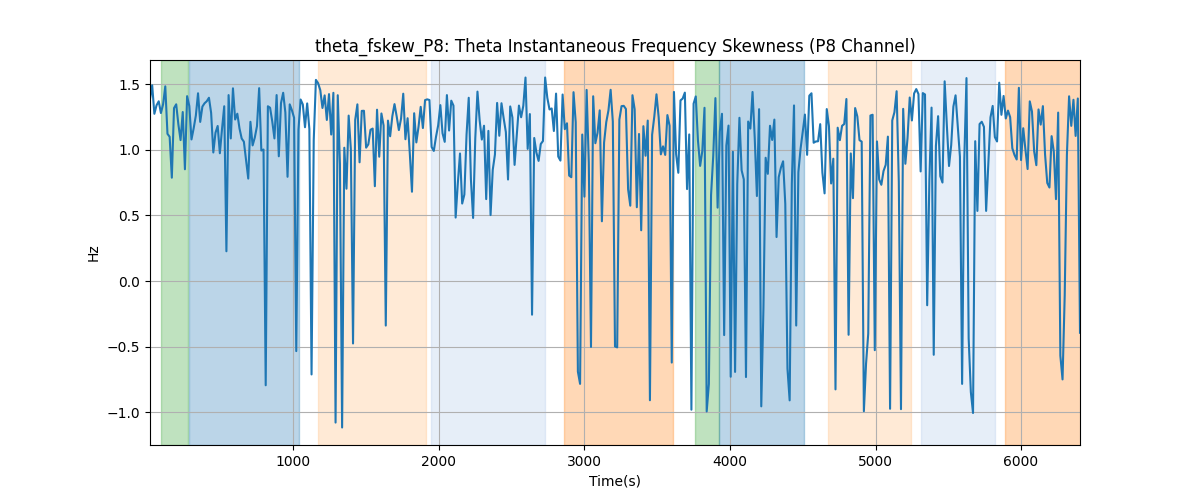 theta_fskew_P8: Theta Instantaneous Frequency Skewness (P8 Channel)
1.5
1.0
0.5
0.0
−0.5
−1.0
Hz
1000 2000 3000 4000 5000 6000
Time(s)